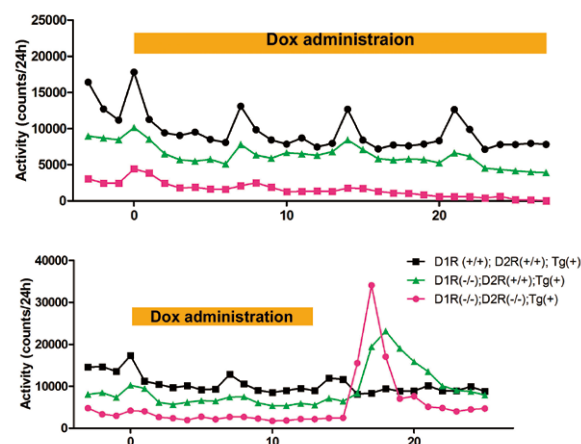 25000
Dox administraion
20000
15000
10000
5000
0
Activity (counts/24h)
0
10
20
D1R (+/+); D2R(+/+); Tg(+)
D1R(-/-);D2R(+/+);Tg(+)
D1R(-/-);D2R(-/-);Tg(+)
40000
30000
Dox administration
20000
10000
0
Activity (counts/24h)
0
10
20